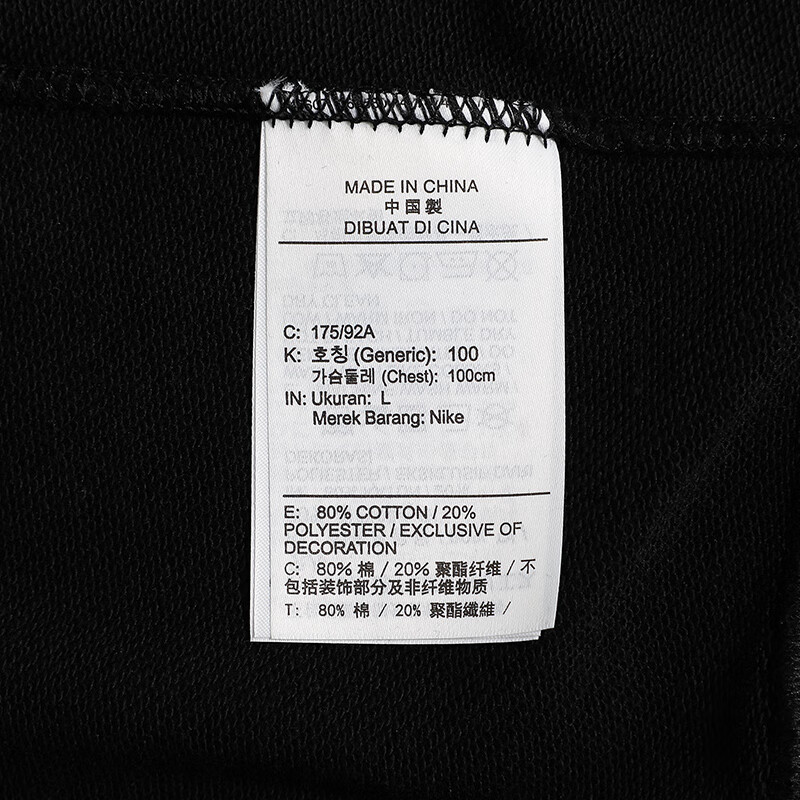 MADE IN CHINA
中国製
DIBUAT DI CINA
C: 175/92A
K: 호칭 (Generic): 100
가슴둘레 (Chest): 100cm
IN: Ukuran: L
Merek Barang: Nike
E: 80% COTTON / 20%
POLYESTER / EXCLUSIVE OF
DECORATION
C: 80% 棉 / 20% 聚酯纤维 / 不
包括装饰部分及非纤维物质
T: 80% 棉 / 20% 聚酯纖維 /